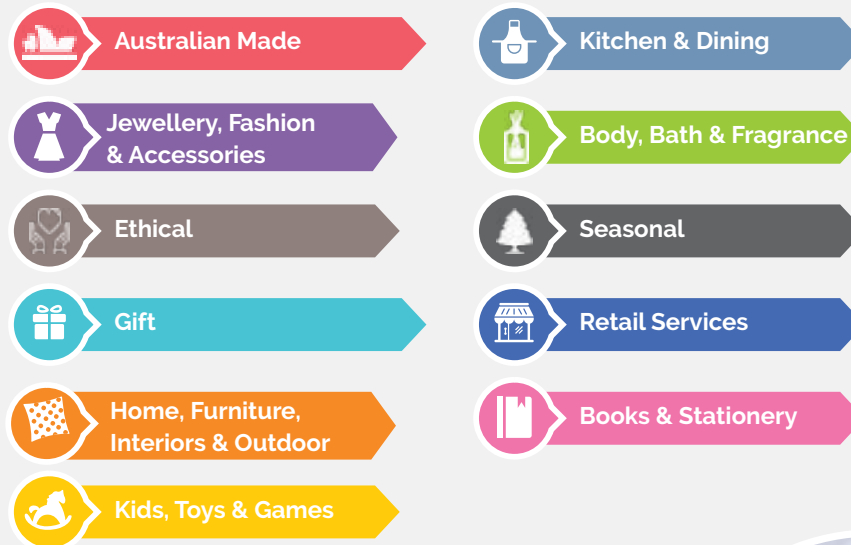 Australian Made
Jewellery, Fashion
& Accessories
Ethical
Gift
Home, Furniture,
Interiors & Outdoor
Kids, Toys & Games
Kitchen & Dining
Body, Bath & Fragrance
Seasonal
Retail Services
Books & Stationery